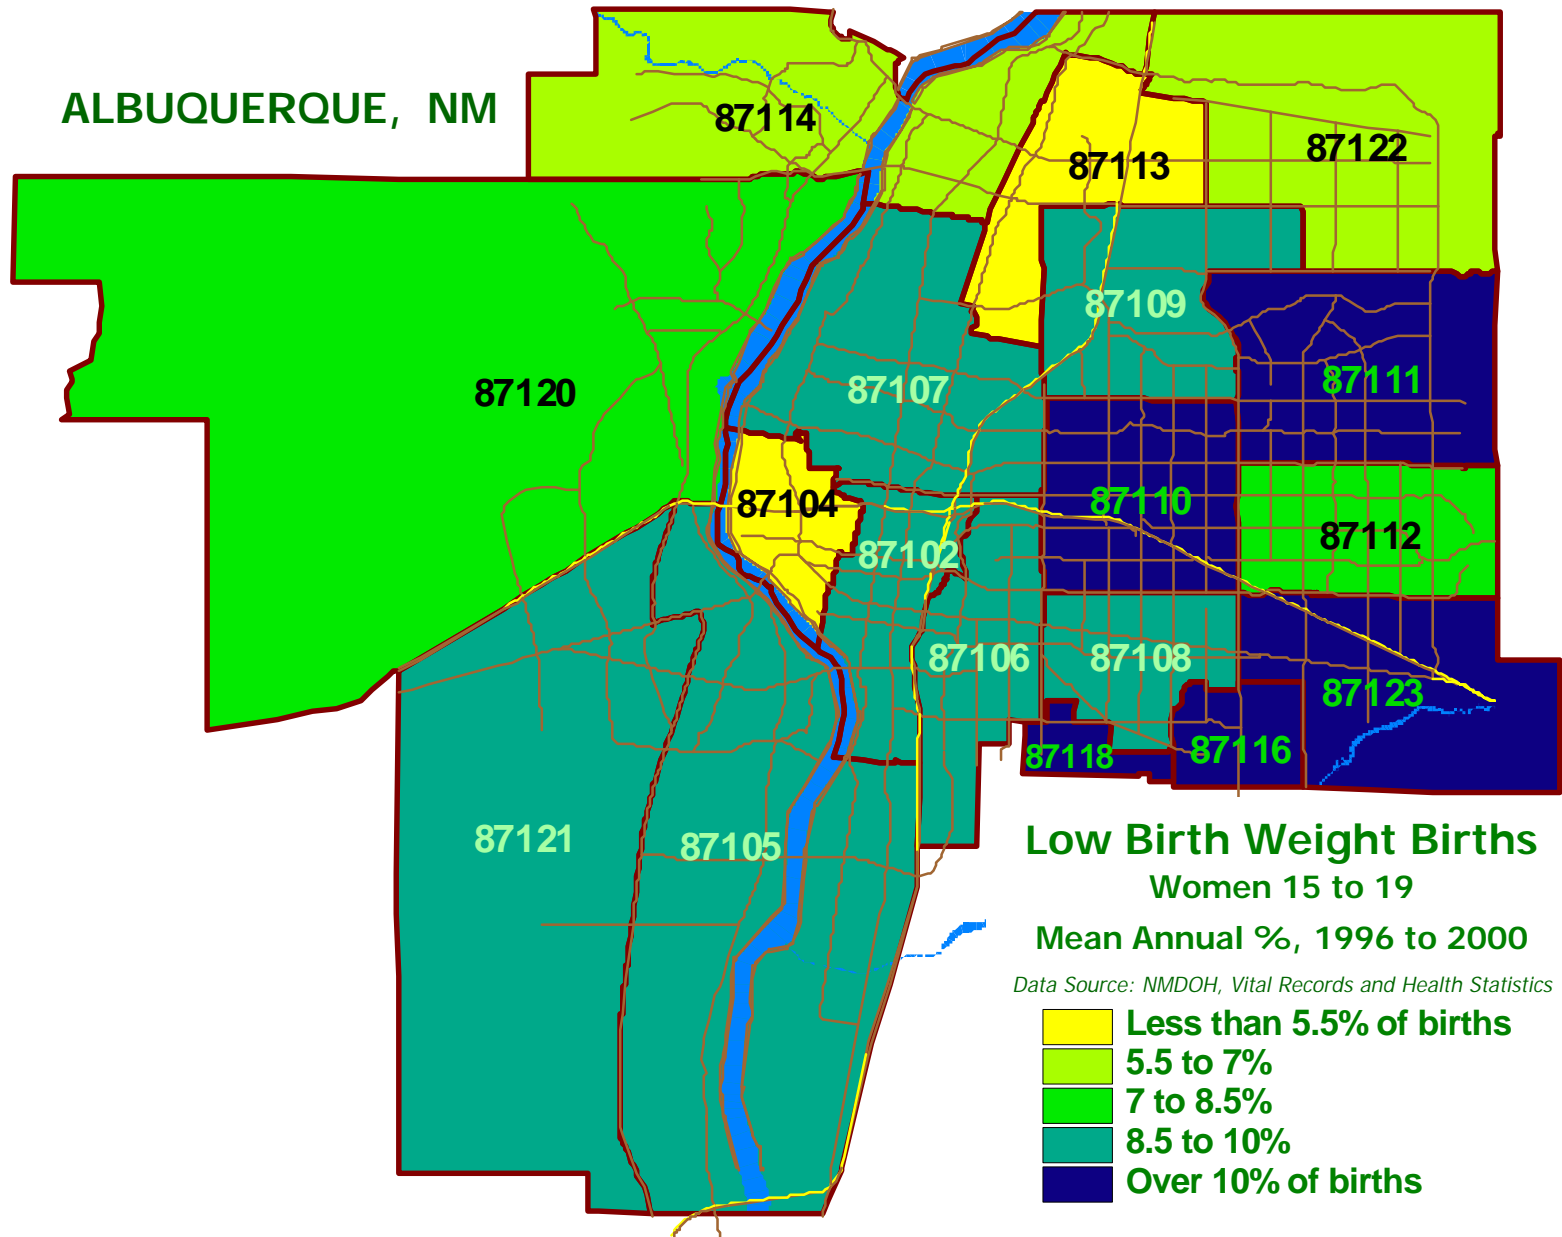 ALBUQUERQUE, NM
87114
87122
87113
87109
87111
87120
87107
87104
87110
87112
87102
87106
87108
87123
87118
87116
87121
87105
Low Birth Weight Births
Women 15 to 19
Mean Annual %, 1996 to 2000
Data Source: NMDOH, Vital Records and Health Statistics
Less than 5.5% of births
5.5 to 7%
7 to 8.5%
8.5 to 10%
Over 10% of births